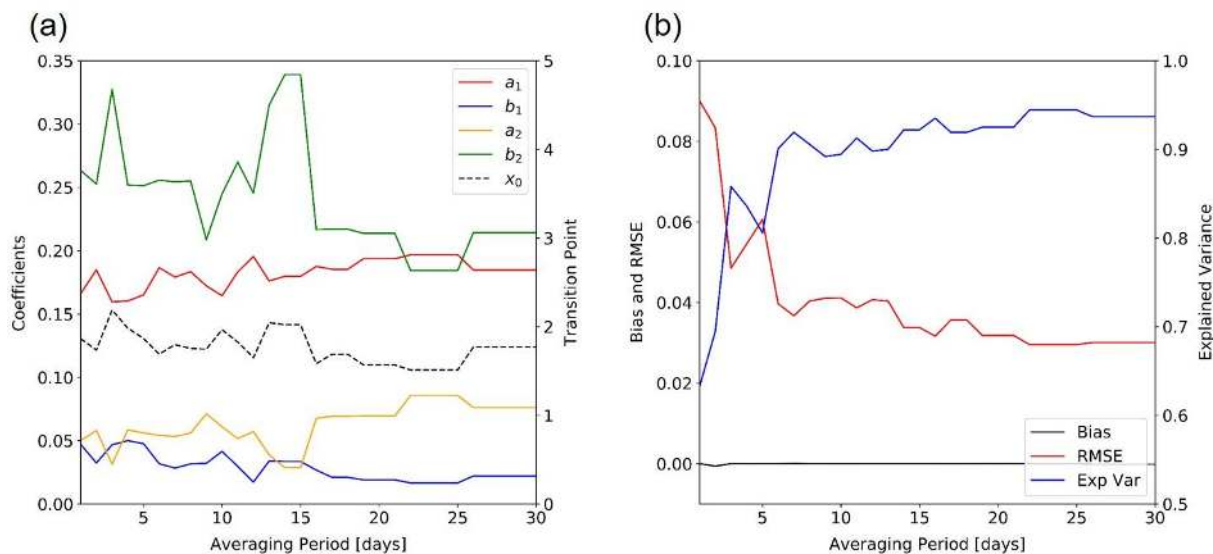 (a)
0.35
0.30
0.25
0.20
0.15
0.10
0.05
0.00
Coefficients
5
4
3
2
1
0
Transition Point
a1
b1
a2
b2
x0
5
10
15
20
25
30
Averaging Period [days]
(b)
0.10
0.08
0.06
0.04
0.02
0.00
Bias and RMSE
1.0
0.9
0.8
0.7
0.6
0.5
Explained Variance
Bias
RMSE
Exp Var
5
10
15
20
25
30
Averaging Period [days]